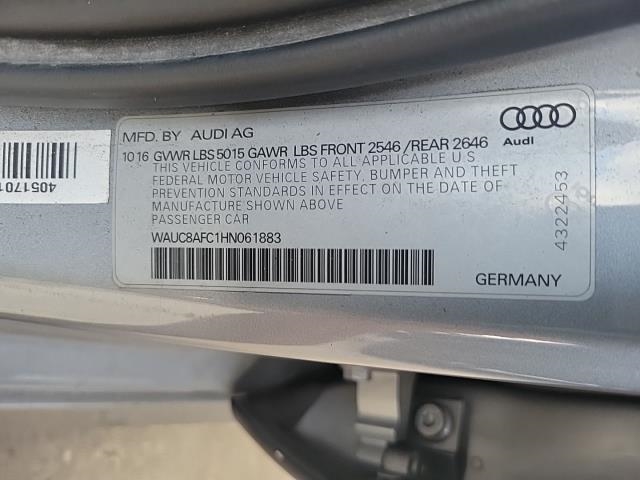 MFD. BY AUDI AG
10 16 GVWR LBS 5015 GAWR LBS FRONT 2546 /REAR 2646
THIS VEHICLE CONFORMS TO ALL APPLICABLE U.S
FEDERAL MOTOR VEHICLE SAFETY, BUMPER AND THEFT
PREVENTION STANDARDS IN EFFECT ON THE DATE OF
MANUFACTURE SHOWN ABOVE
PASSENGER CAR
WAUC8AFC1HN061883
GERMANY
Audi
4322453